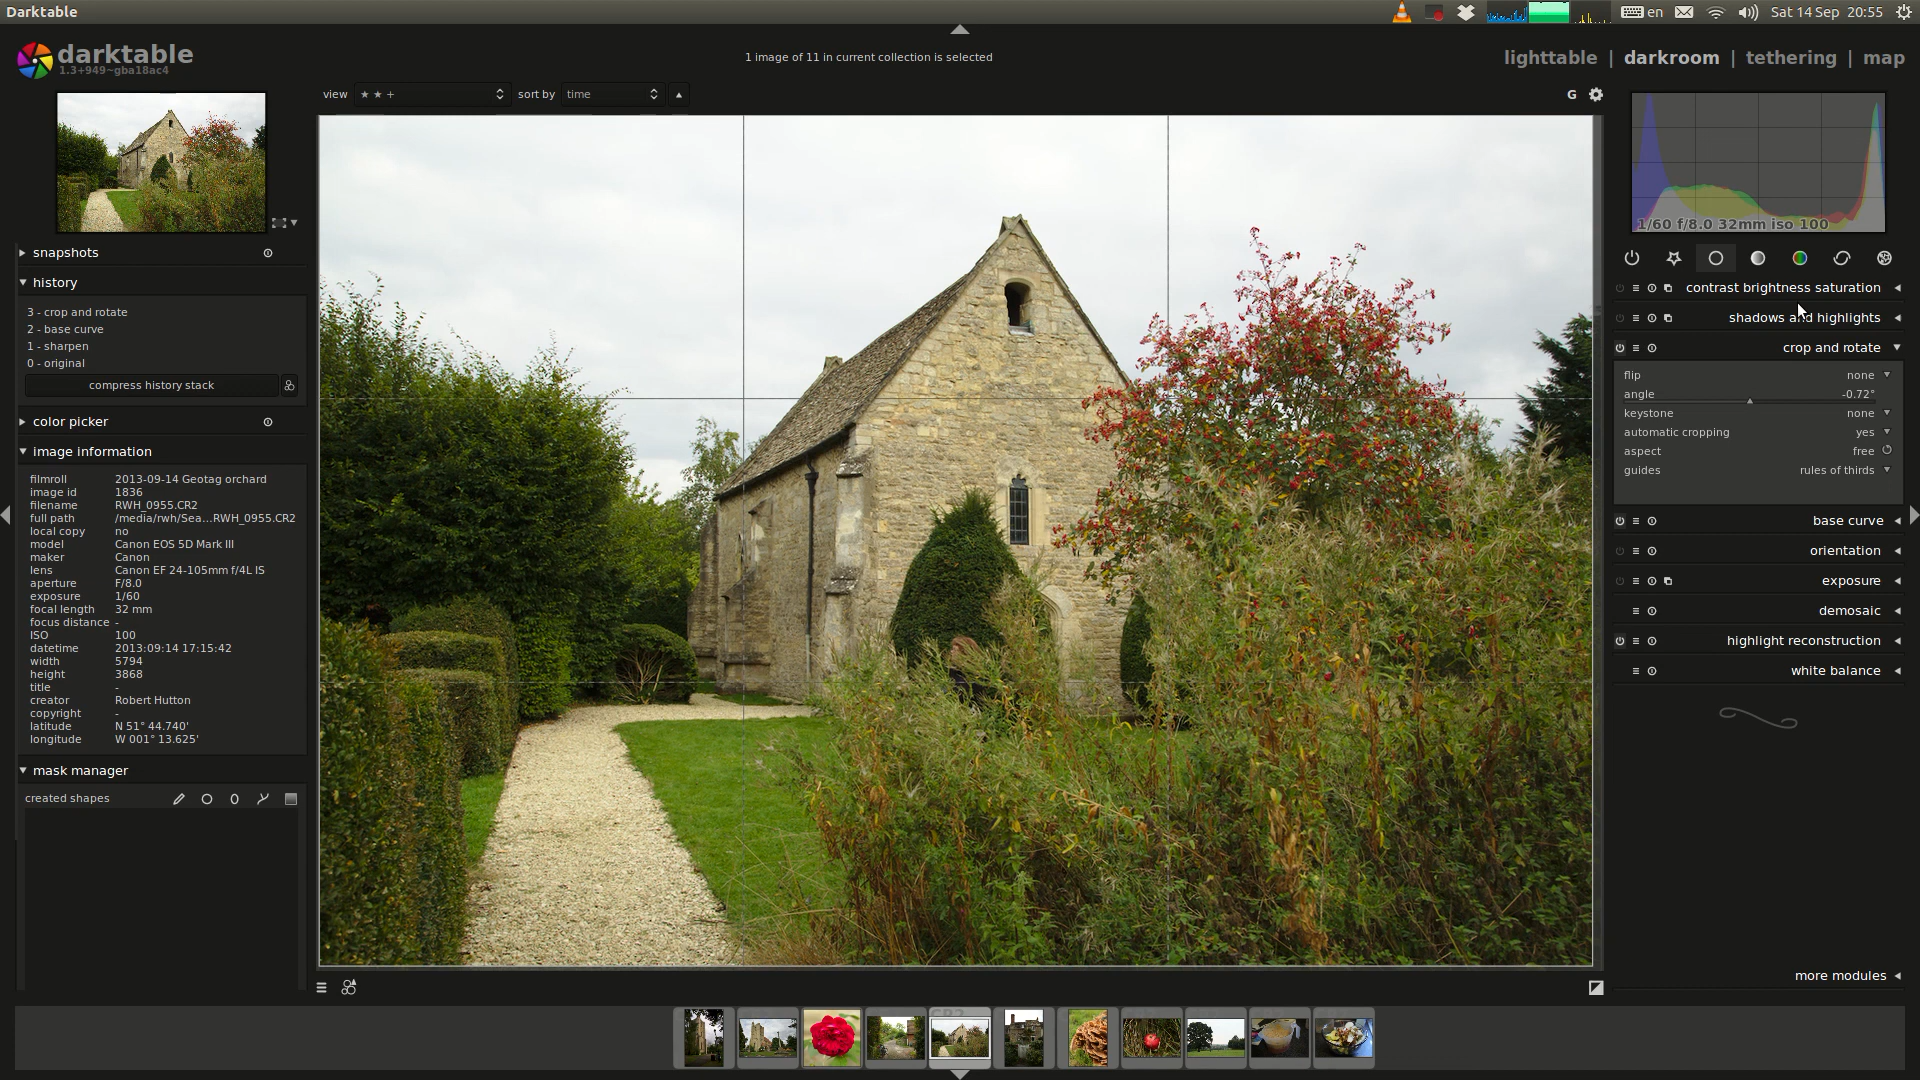 Darktable
en
Sat 14 Sep 20:55
darktable
1.3+949~gba18ac4
1 image of 11 in current collection is selected
lighttable | darkroom | tethering | map
view ★ ★ + sort by time
G
1/60 f/8.0 32mm iso 100
snapshots
history
3 - crop and rotate
2 - base curve
1 - sharpen
0 - original
compress history stack
color picker
image information
filmroll 2013-09-14 Geotag orchard
image id 1836
filename RWH_0955.CR2
full path /media/rwh/Sea...RWH_0955.CR2
local copy no
model Canon EOS 5D Mark III
maker Canon
lens Canon EF 24-105mm f/4L IS
aperture F/8.0
exposure 1/60
focal length 32 mm
focus distance -
ISO 100
datetime 2013:09:14 17:15:42
width 5794
height 3868
title -
creator Robert Hutton
copyright -
latitude N 51° 44.740'
longitude W 001° 13.625'
mask manager
created shapes
contrast brightness saturation
shadows and highlights
crop and rotate
flip none
angle -0.72°
keystone none
automatic cropping yes
aspect free
guides rules of thirds
base curve
orientation
exposure
demosaic
highlight reconstruction
white balance
more modules